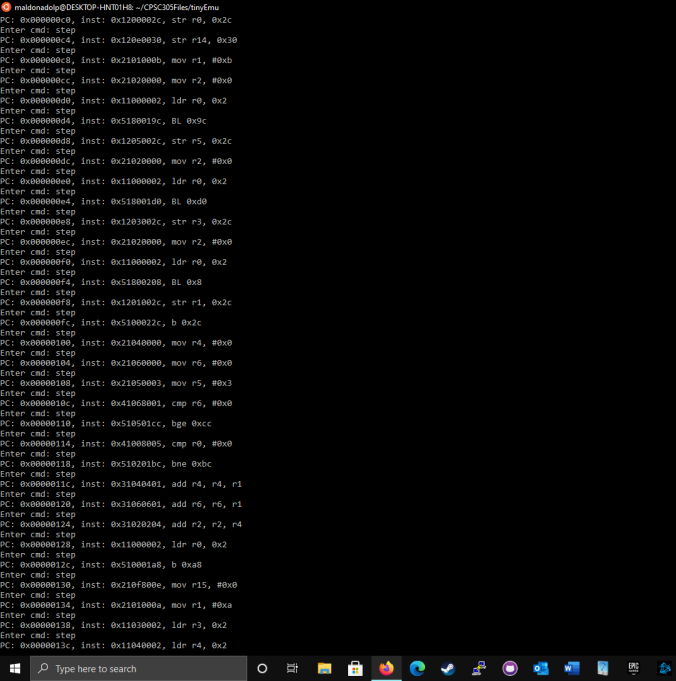 maldonadolp@DESKTOP-HNT01H8: ~/CPSC305Files/tinyEmu
PC: 0x000000c0, inst: 0x1200002c, str r0, 0x2c
Enter cmd: step
PC: 0x000000c4, inst: 0x120e0030, str r14, 0x30
Enter cmd: step
PC: 0x000000c8, inst: 0x2101000b, mov r1, #0xb
Enter cmd: step
PC: 0x000000cc, inst: 0x21020000, mov r2, #0x0
Enter cmd: step
PC: 0x000000d0, inst: 0x11000002, ldr r0, 0x2
Enter cmd: step
PC: 0x000000d4, inst: 0x5180019c, BL 0x9c
Enter cmd: step
PC: 0x000000d8, inst: 0x1205002c, str r5, 0x2c
Enter cmd: step
PC: 0x000000dc, inst: 0x21020000, mov r2, #0x0
Enter cmd: step
PC: 0x000000e0, inst: 0x11000002, ldr r0, 0x2
Enter cmd: step
PC: 0x000000e4, inst: 0x518001d0, BL 0xd0
Enter cmd: step
PC: 0x000000e8, inst: 0x1203002c, str r3, 0x2c
Enter cmd: step
PC: 0x000000ec, inst: 0x21020000, mov r2, #0x0
Enter cmd: step
PC: 0x000000f0, inst: 0x11000002, ldr r0, 0x2
Enter cmd: step
PC: 0x000000f4, inst: 0x51800208, BL 0x8
Enter cmd: step
PC: 0x000000f8, inst: 0x1201002c, str r1, 0x2c
Enter cmd: step
PC: 0x000000fc, inst: 0x5100022c, b 0x2c
Enter cmd: step
PC: 0x00000100, inst: 0x21040000, mov r4, #0x0
Enter cmd: step
PC: 0x00000104, inst: 0x21060000, mov r6, #0x0
Enter cmd: step
PC: 0x00000108, inst: 0x21050003, mov r5, #0x3
Enter cmd: step
PC: 0x0000010c, inst: 0x41068001, cmp r6, #0x0
Enter cmd: step
PC: 0x00000110, inst: 0x510501cc, bge 0xcc
Enter cmd: step
PC: 0x00000114, inst: 0x41008005, cmp r0, #0x0
Enter cmd: step
PC: 0x00000118, inst: 0x510201bc, bne 0xbc
Enter cmd: step
PC: 0x0000011c, inst: 0x31040401, add r4, r4, r1
Enter cmd: step
PC: 0x00000120, inst: 0x31060601, add r6, r6, r1
Enter cmd: step
PC: 0x00000124, inst: 0x31020204, add r2, r2, r4
Enter cmd: step
PC: 0x00000128, inst: 0x11000002, ldr r0, 0x2
Enter cmd: step
PC: 0x0000012c, inst: 0x510001a8, b 0xa8
Enter cmd: step
PC: 0x00000130, inst: 0x210f800e, mov r15, #0x0
Enter cmd: step
PC: 0x00000134, inst: 0x2101000a, mov r1, #0xa
Enter cmd: step
PC: 0x00000138, inst: 0x11030002, ldr r3, 0x2
Enter cmd: step
PC: 0x0000013c, inst: 0x11040002, ldr r4, 0x2
Type here to search
EPIC